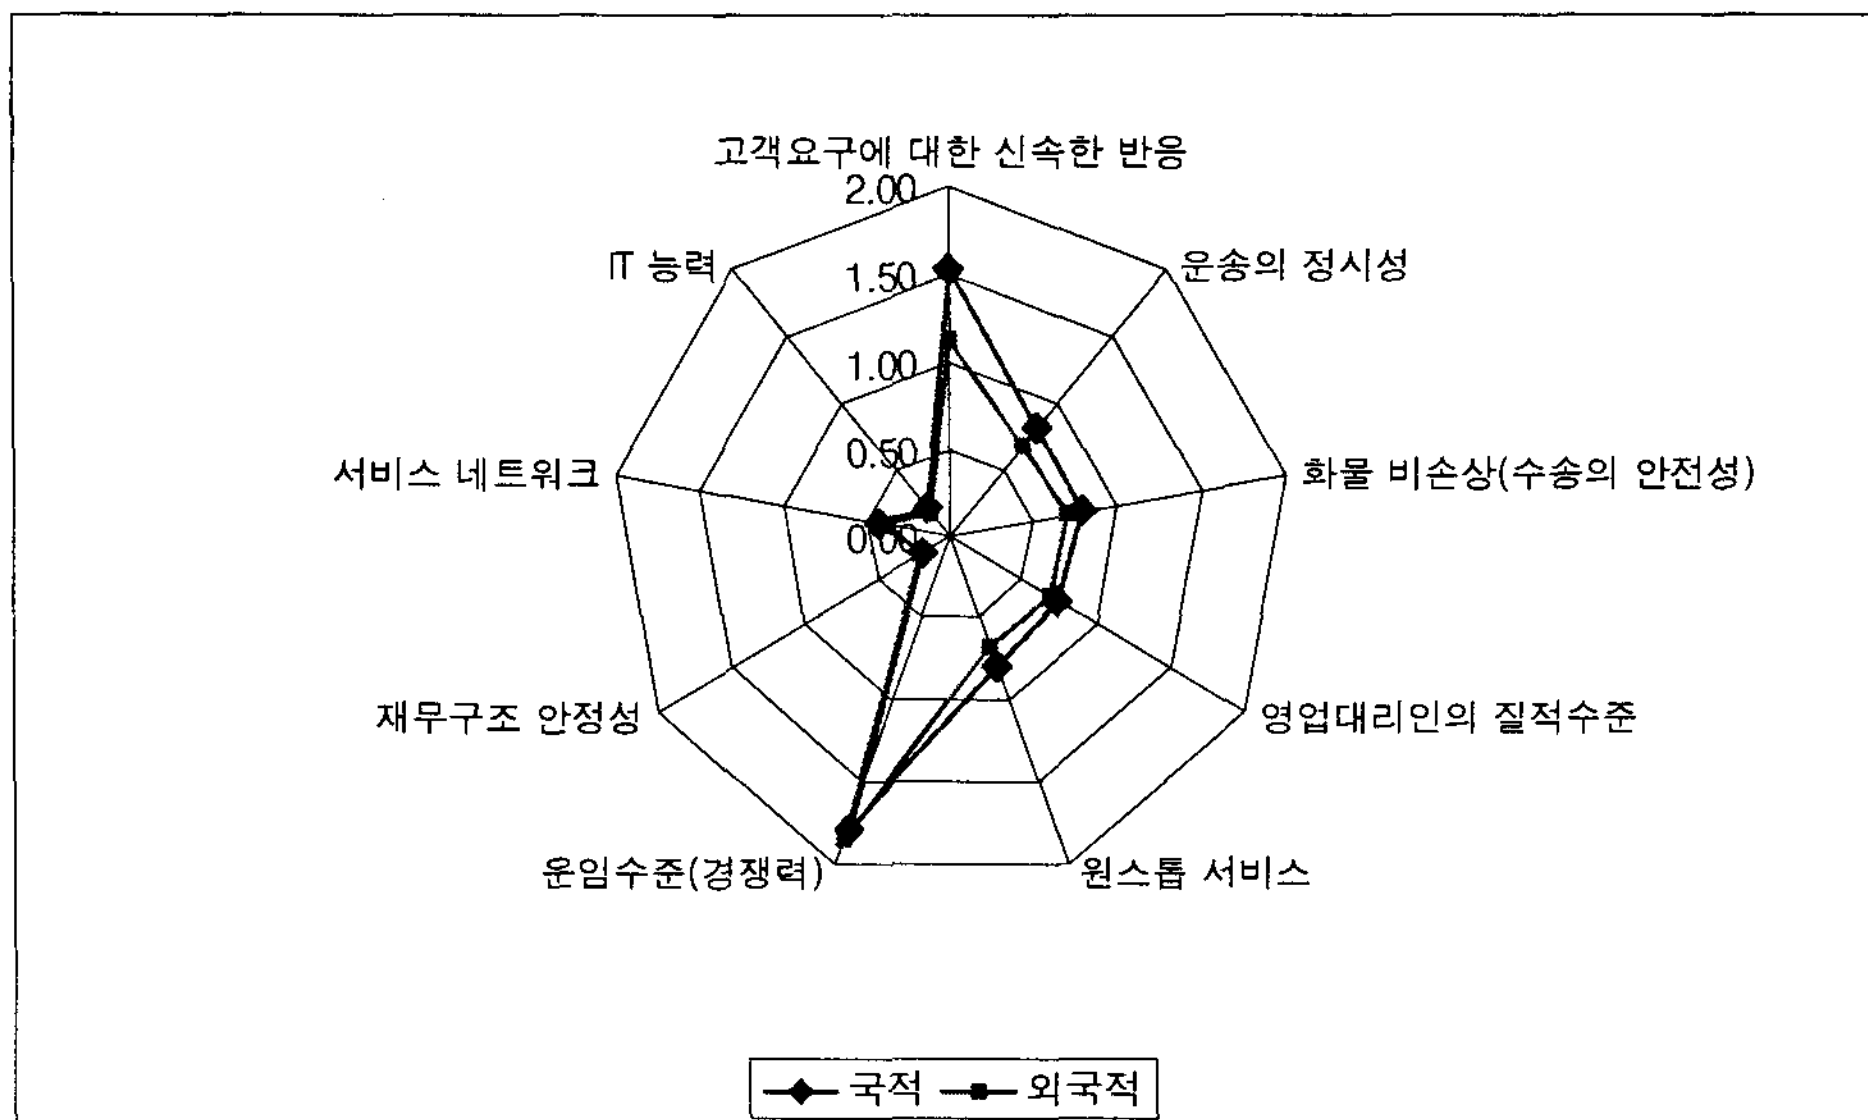 고객요구에 대한 신속한 반응
2.00
IT 능력
운송의 정시성
1.50
1.00
0.50
서비스 네트워크
화물 비손상(수송의 안전성)
0.00
재무구조 안정성
영업대리인의 질적수준
운임수준(경쟁력)
원스톱 서비스
국적 외국적